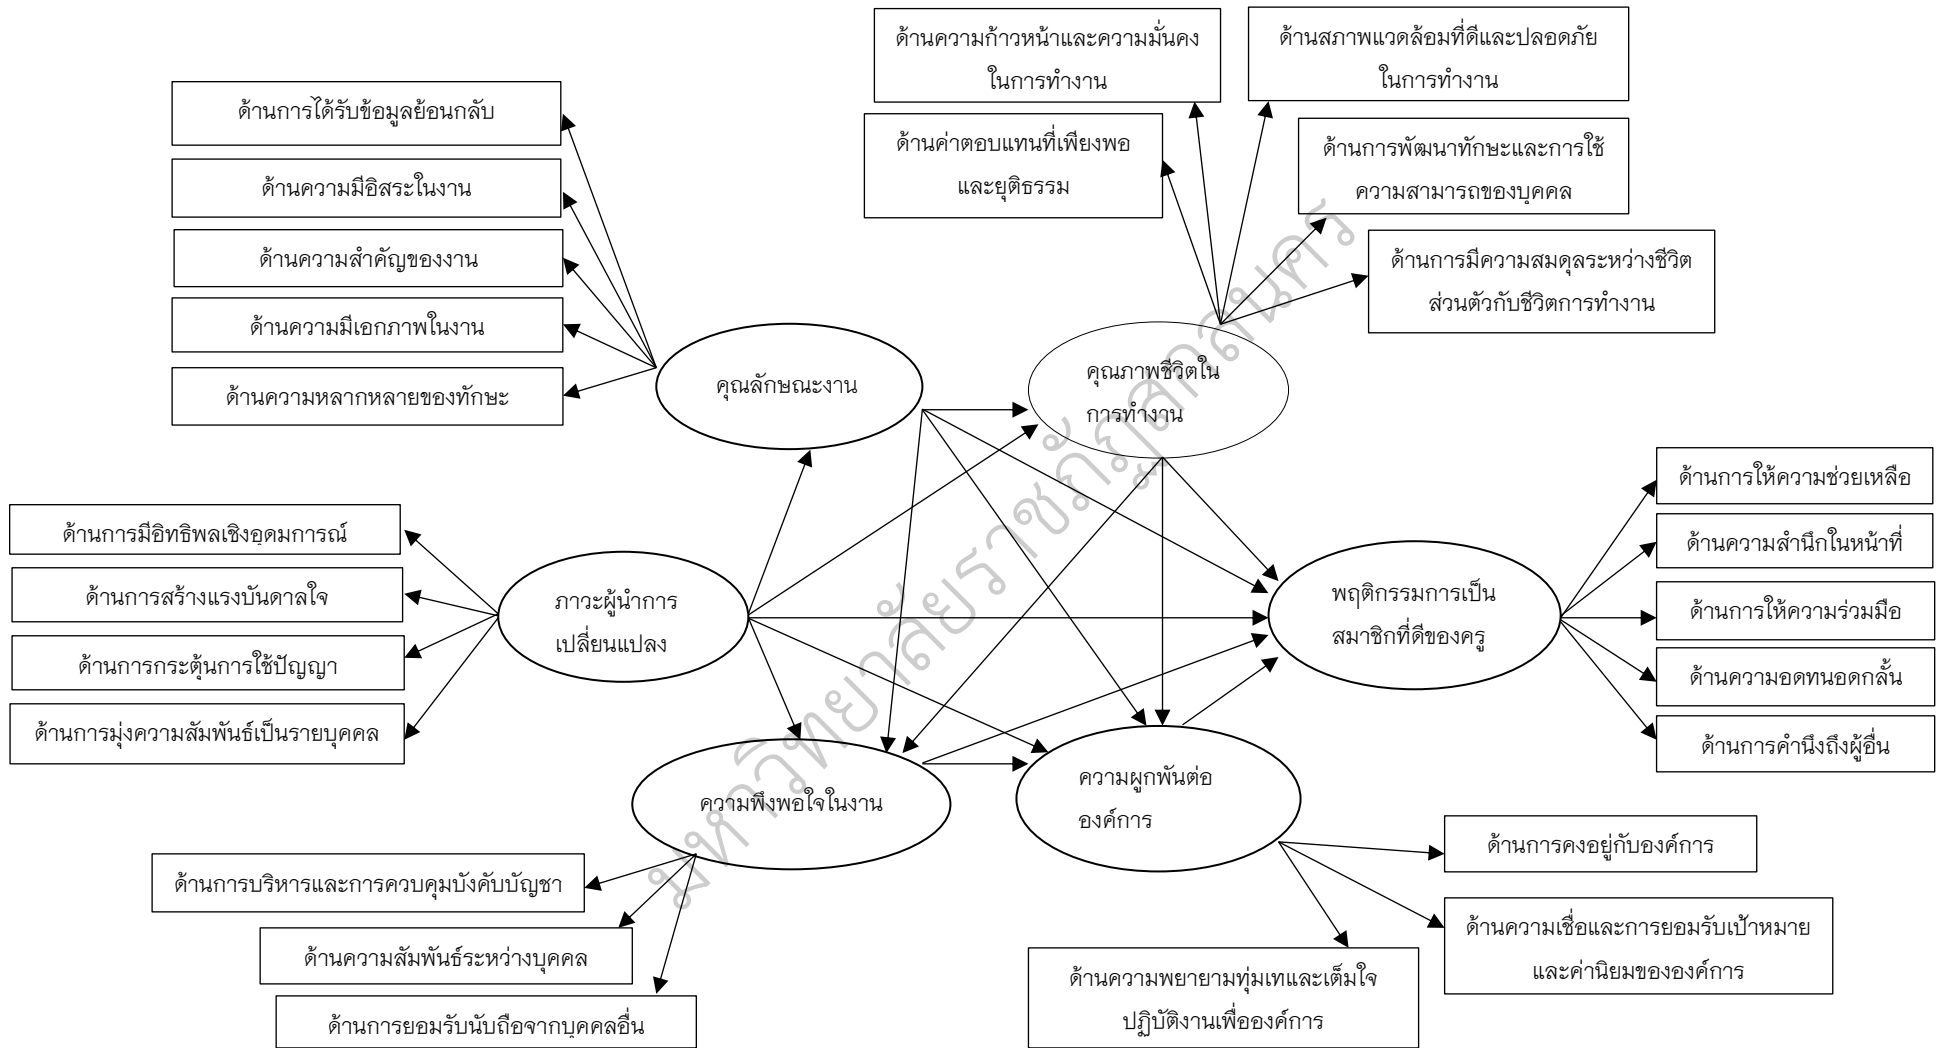 ด้านความก้าวหน้าและความมั่นคง
ในการทำงาน
ด้านสภาพแวดล้อมที่ดีและปลอดภัย
ในการทำงาน
ด้านการได้รับข้อมูลย้อนกลับ
ด้านค่าตอบแทนที่เพียงพอ
และยุติธรรม
ด้านการพัฒนาทักษะและการใช้
ความสามารถของบุคคล
ด้านความมีอิสระในงาน
ด้านความสำคัญของงาน
ด้านการมีความสมดุลระหว่างชีวิต
ส่วนตัวกับชีวิตการทำงาน
ด้านความมีเอกภาพในงาน
ด้านความหลากหลายของทักษะ
คุณลักษณะงาน
คุณภาพชีวิตใน
การทำงาน
ด้านการมีอิทธิพลเชิงอุดมการณ์
ด้านการสร้างแรงบันดาลใจ
ด้านการกระตุ้นการใช้ปัญญา
ด้านการมุ่งความสัมพันธ์เป็นรายบุคคล
ภาวะผู้นำการ
เปลี่ยนแปลง
พฤติกรรมการเป็น
สมาชิกที่ดีของครู
ด้านการให้ความช่วยเหลือ
ด้านความสำนึกในหน้าที่
ด้านการให้ความร่วมมือ
ด้านความอดทนอดกลั้น
ด้านการคำนึงถึงผู้อื่น
ความพึงพอใจในงาน
ความผูกพันต่อ
องค์การ
ด้านการบริหารและการควบคุมบังคับบัญชา
ด้านความสัมพันธ์ระหว่างบุคคล
ด้านการยอมรับนับถือจากบุคคลอื่น
ด้านการคงอยู่กับองค์การ
ด้านความเชื่อและการยอมรับเป้าหมาย
และค่านิยมขององค์การ
ด้านความพยายามทุ่มเทและเต็มใจ
ปฏิบัติงานเพื่อองค์การ
มหาวิทยาลัยราชภัฏสกลนคร